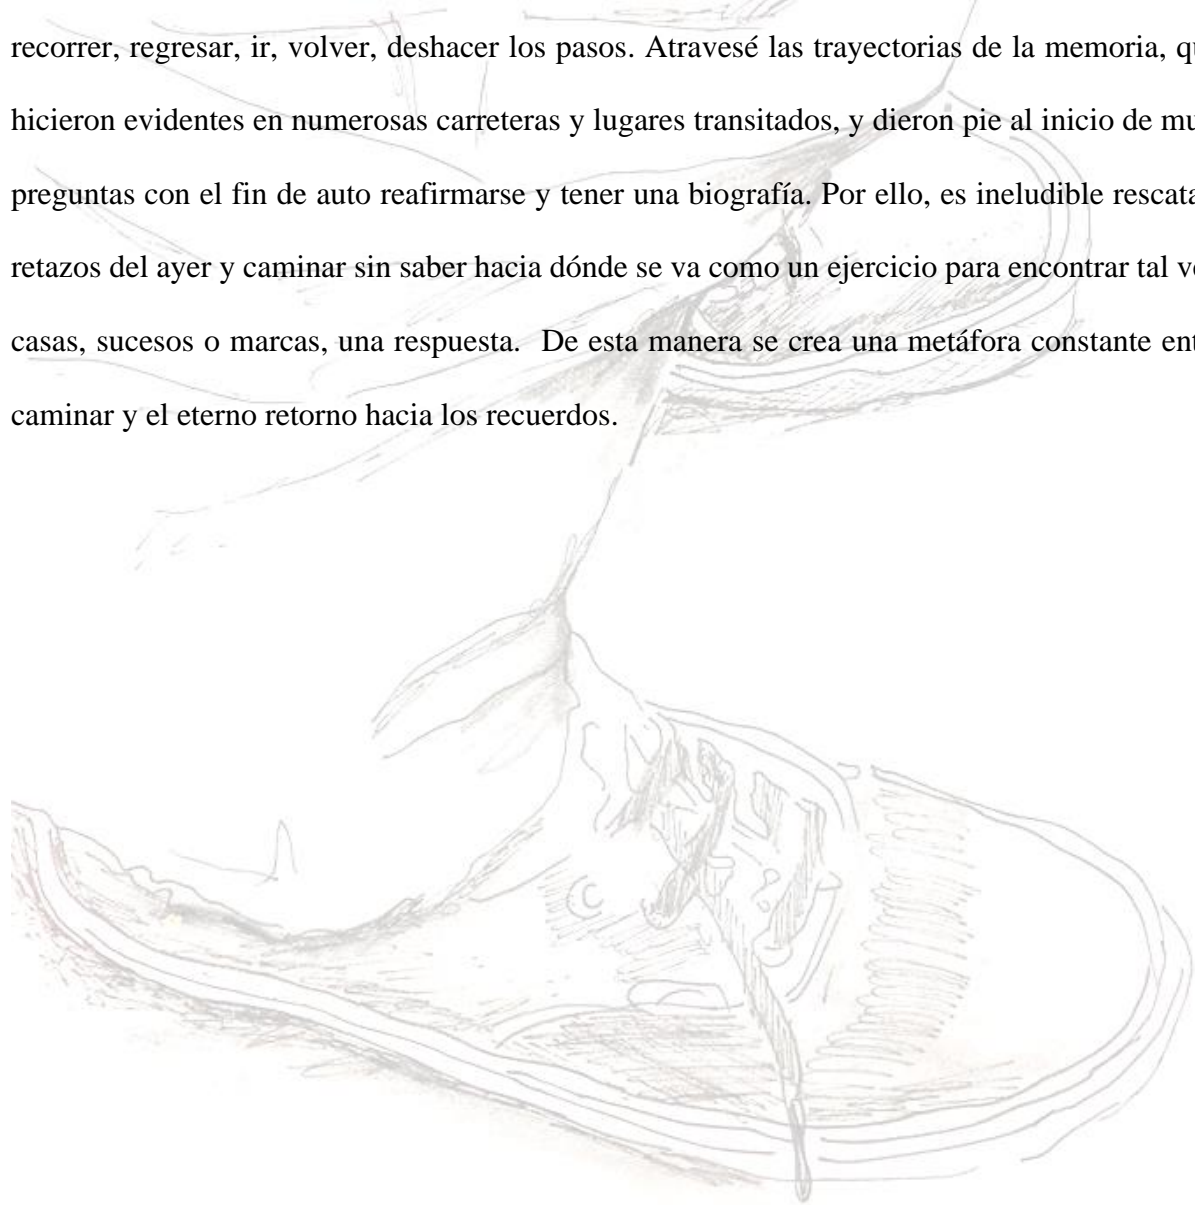 recorrer, regresar, ir, volver, deshacer los pasos. Atravesé las trayectorias de la memoria,
hicieron evidentes en numerosas carreteras y lugares transitados, y dieron pie al inicio de
preguntas con el fin de auto reafirmarse y tener una biografía. Por ello, es ineludible
retazos del ayer y caminar sin saber hacia dónde se va como un ejercicio para encontrar tal
casas, sucesos o marcas, una respuesta. De esta manera se crea una metáfora constante
caminar y el eterno retorno hacia los recuerdos.